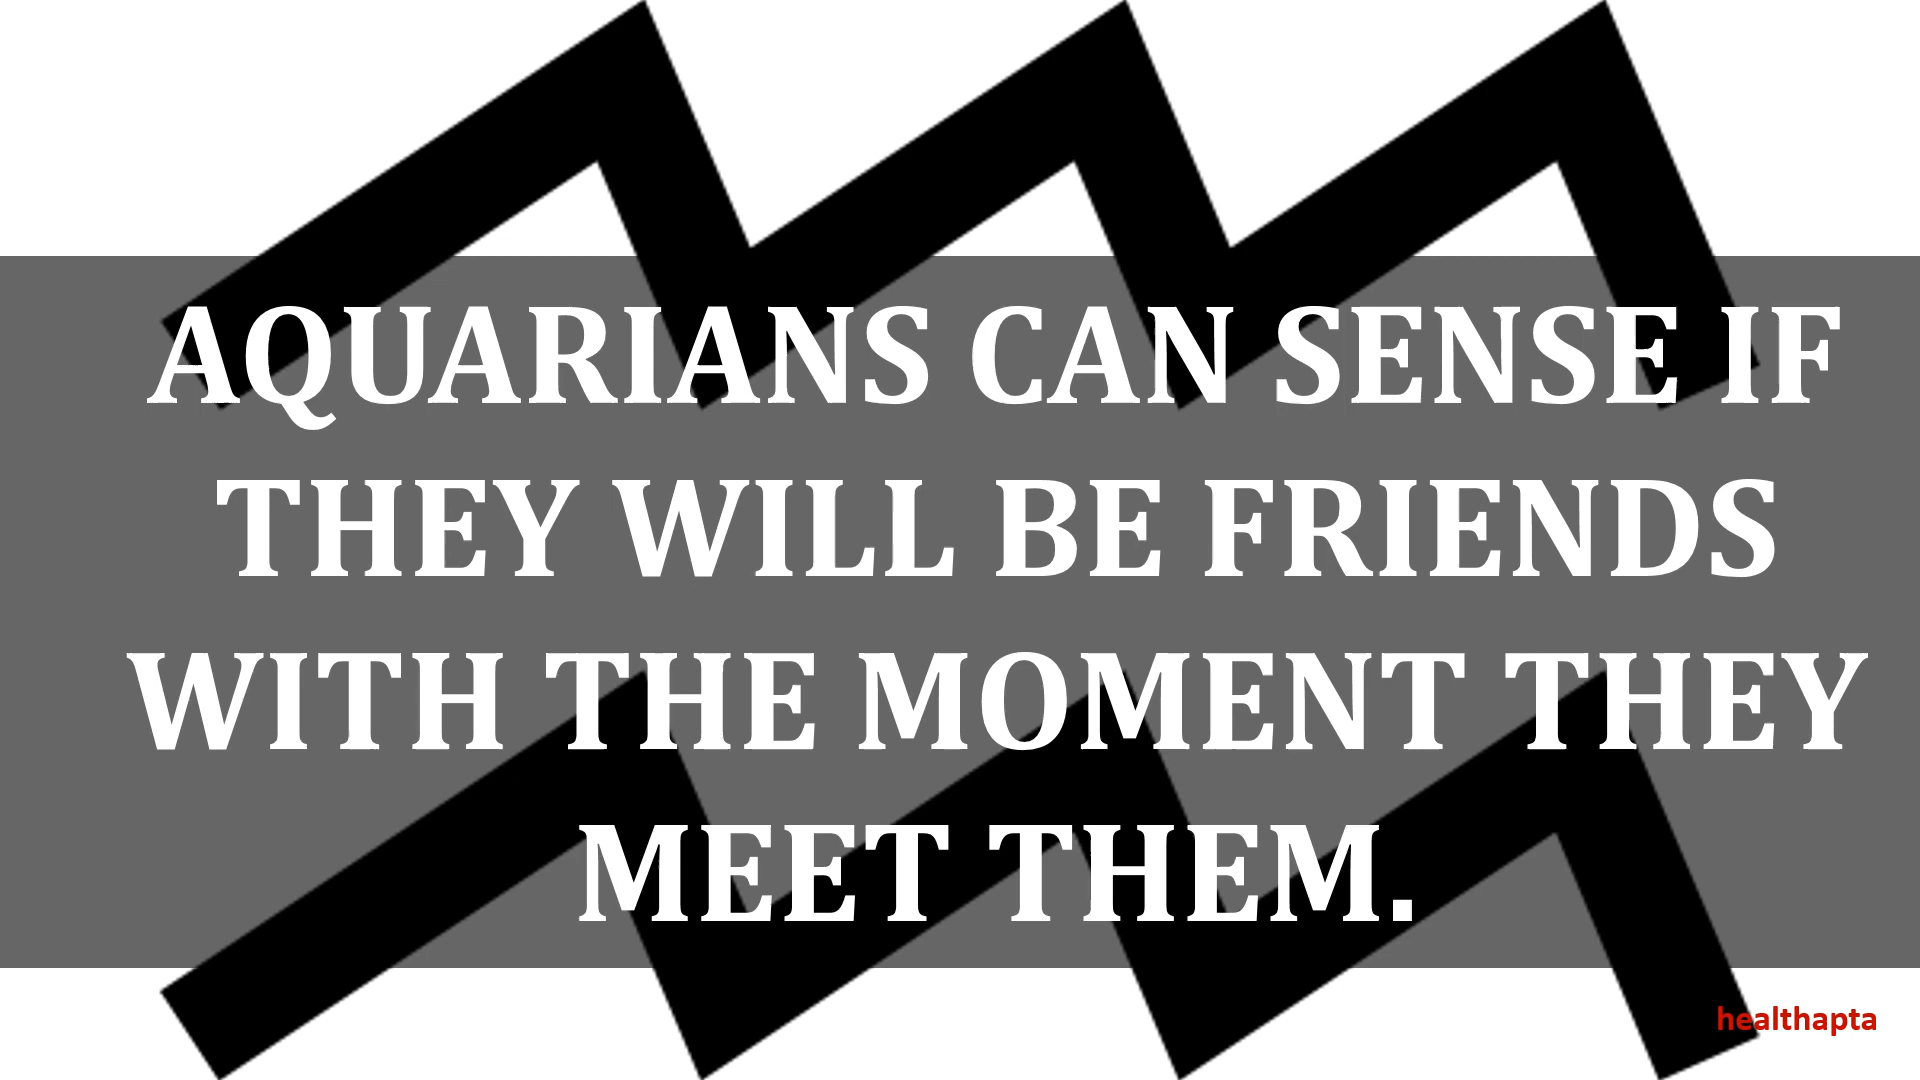 AQUARIANS CAN SENSE IF
THEY WILL BE FRIENDS
WITH THE MOMENT THEY
MEET THEM.
healthapta